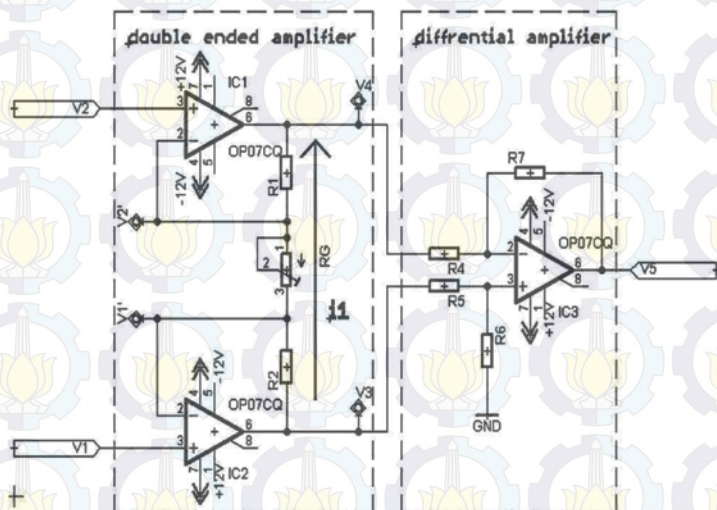 double ended amplifier
diffrential amplifier
+12V
IC1
V4
V2
3
7
1
8
6
2
4
5
OP07CQ
-12V
R1
R7
V2'
1
2
3
RG
4
5
-12V
OP07CQ
2
6
R4
V5
3
8
R5
7
1
IC3
+12V
V1'
i1
R6
R2
4
5
-12V
V3
OP07CQ
2
6
8
GND
V1
3
7
1
IC2
+12V